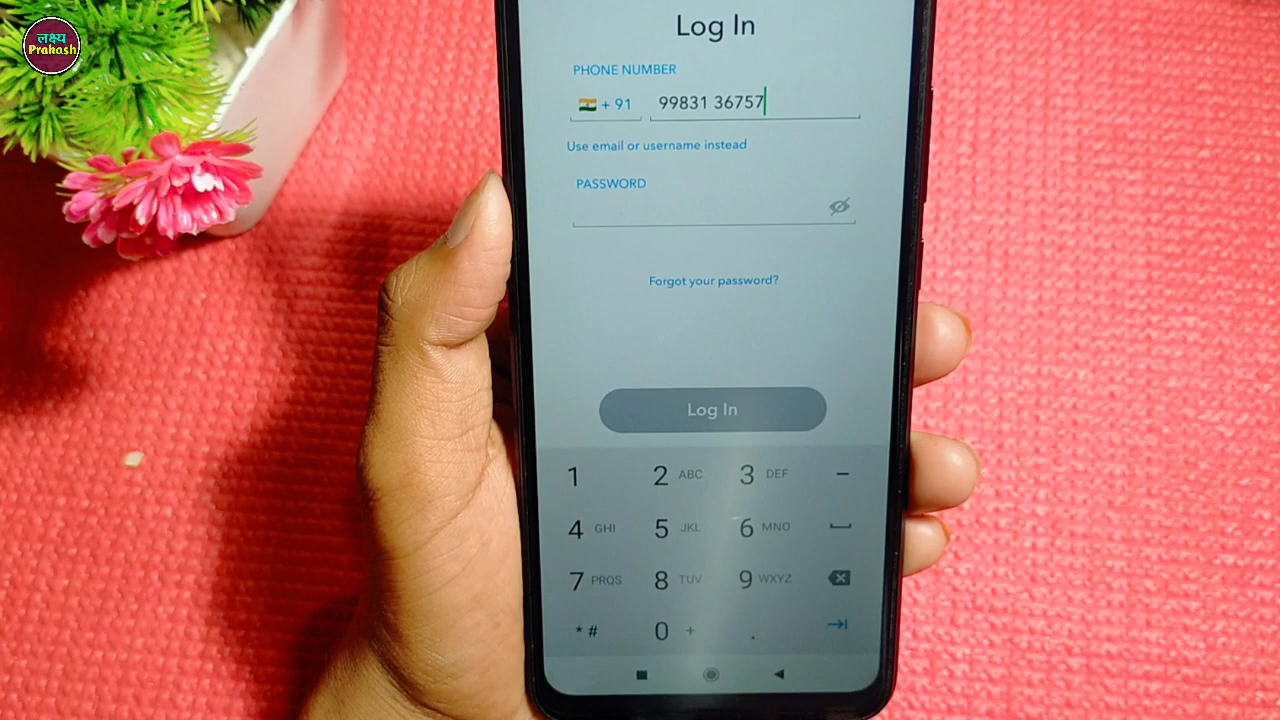 लक्ष्य
Prakash
Log In
PHONE NUMBER
+ 91 99831 36757
Use email or username instead
PASSWORD
Forgot your password?
Log In
1 2 ABC 3 DEF -
4 GHI 5 JKL 6 MNO
7 PRQS 8 TUV 9 WXYZ
* # 0 + .